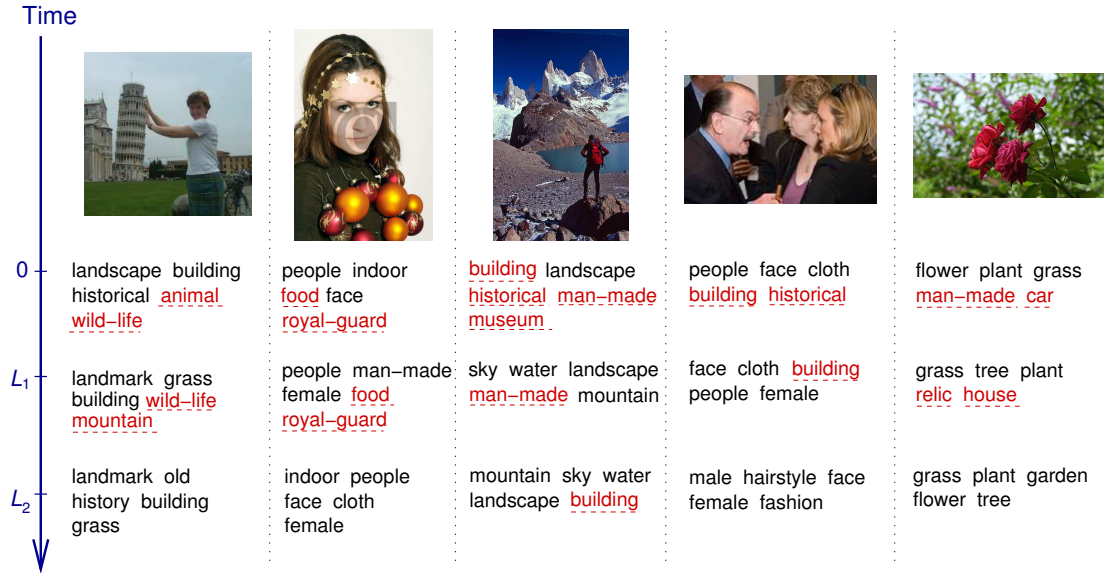 Time
0
landscape building
historical animal
wild-life
people indoor
food face
royal-guard
building landscape
historical man-made
museum
people face cloth
building historical
flower plant grass
man-made car
L1
landmark grass
building wild-life
mountain
people man-made
female food
royal-guard
sky water landscape
man-made mountain
face cloth building
people female
grass tree plant
relic house
L2
landmark old
history building
grass
indoor people
face cloth
female
mountain sky water
landscape building
male hairstyle face
female fashion
grass plant garden
flower tree